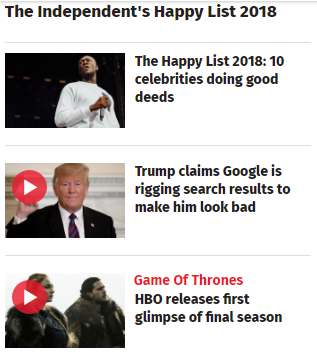 The Independent's Happy List 2018
The Happy List 2018: 10
celebrities doing good
deeds
Trump claims Google is
rigging search results to
make him look bad
Game Of Thrones
HBO releases first
glimpse of final season